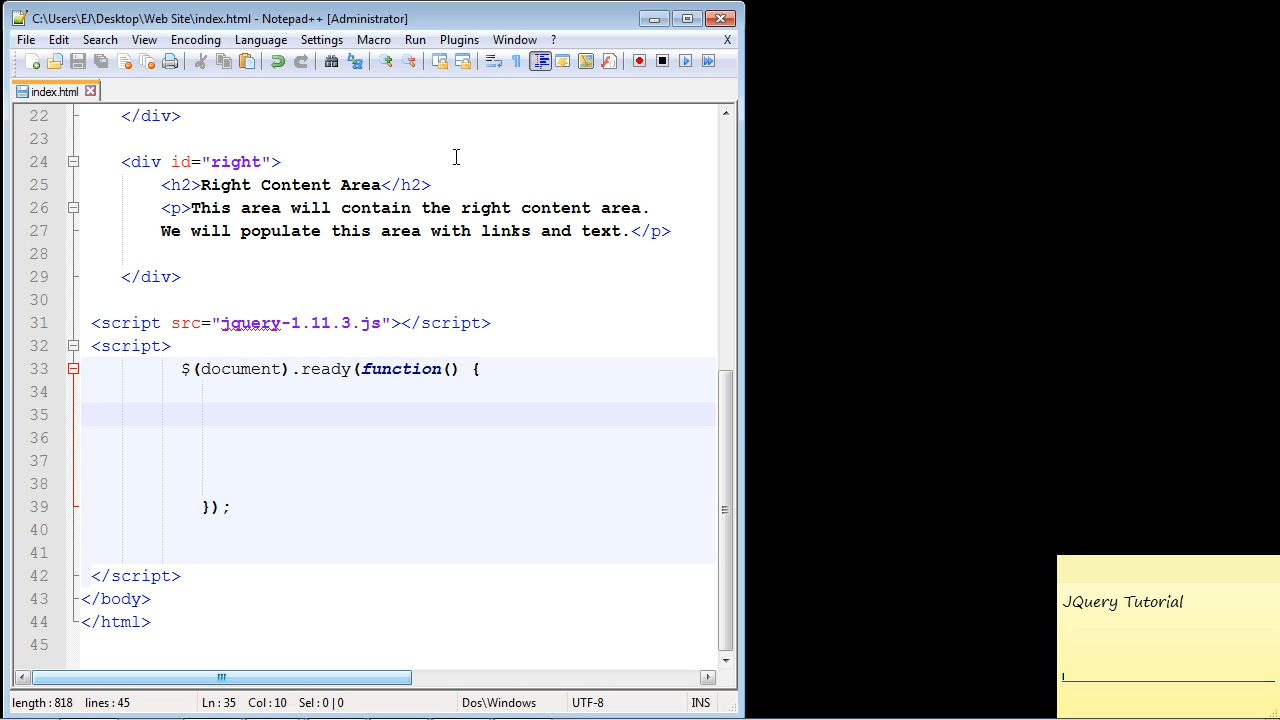 C:\Users\EJ\Desktop\Web Site\index.html - Notepad++ [Administrator]
File Edit Search View Encoding Language Settings Macro Run Plugins Window ? X
index.html
22 </div>
23
24 <div id="right">
25 <h2>Right Content Area</h2>
26 <p>This area will contain the right content area.
27 We will populate this area with links and text.</p>
28
29 </div>
30
31 <script src="jquery-1.11.3.js"></script>
32 <script>
33 $(document).ready(function() {
34
35
36
37
38
39 });
40
41
42 </script>
43 </body>
44 </html>
45
length : 818 lines : 45 Ln : 35 Col : 10 Sel : 0 | 0 Dos\Windows UTF-8 INS
JQuery Tutorial